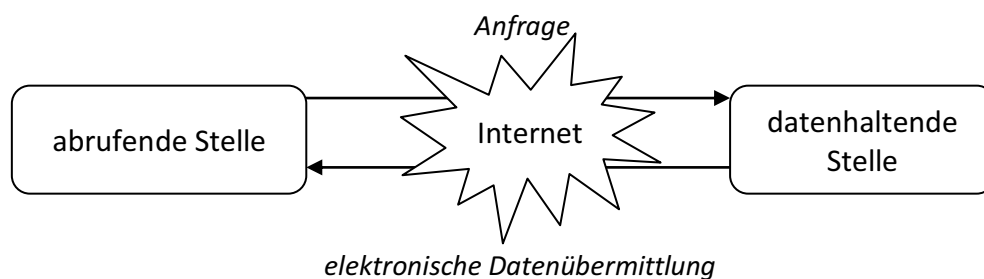 Anfrage
abrufende Stelle
Internet
datenhaltende
Stelle
elektronische Datenübermittlung